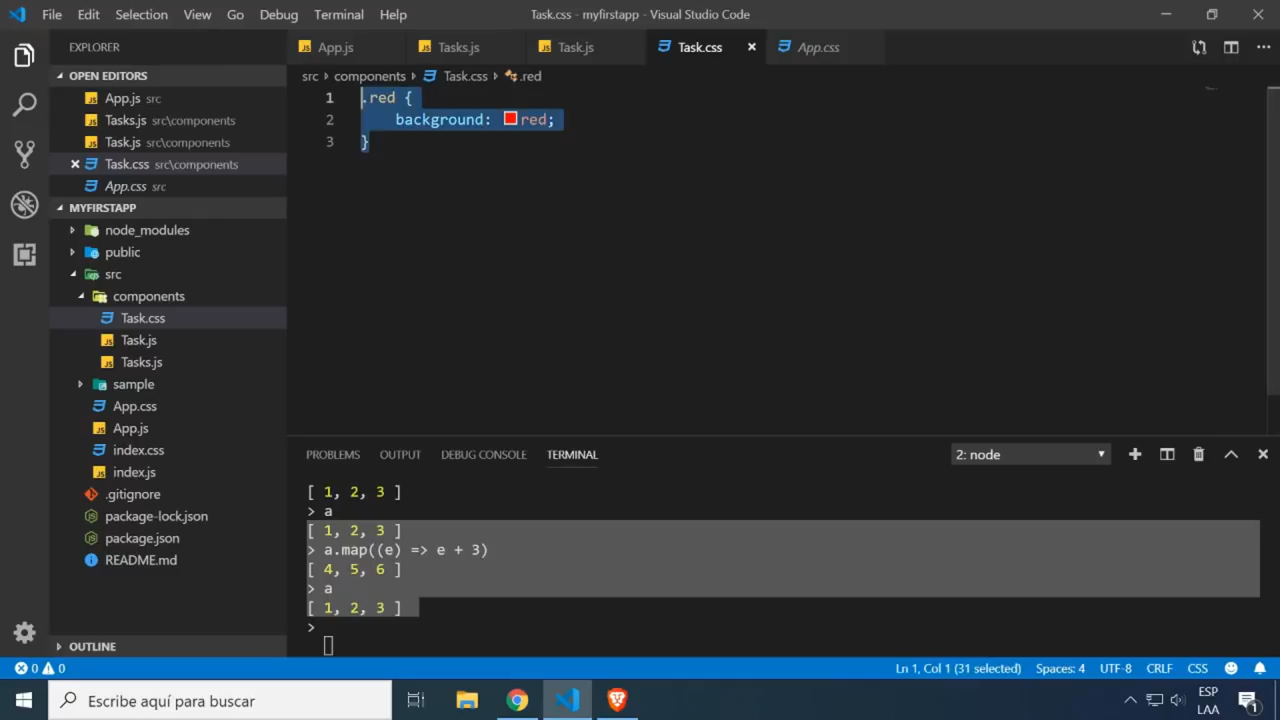 File Edit Selection View Go Debug Terminal Help Task.css - myfirstapp - Visual Studio Code
EXPLORER
App.js Tasks.js Task.js Task.css App.css
OPEN EDITORS
App.js src
Tasks.js src\components
Task.js src\components
Task.css src\components
App.css src
MYFIRSTAPP
node_modules
public
src
components
Task.css
Task.js
Tasks.js
sample
App.css
App.js
index.css
index.js
.gitignore
package-lock.json
package.json
README.md
OUTLINE
src components Task.css .red
1 .red {
2 background: red;
3 }
PROBLEMS OUTPUT DEBUG CONSOLE TERMINAL 2: node
[ 1, 2, 3 ]
> a
[ 1, 2, 3 ]
> a.map((e) => e + 3)
[ 4, 5, 6 ]
> a
[ 1, 2, 3 ]
>
0 0 Ln 1, Col 1 (31 selected) Spaces: 4 UTF-8 CRLF CSS
Escribe aquí para buscar
ESP
LAA
1